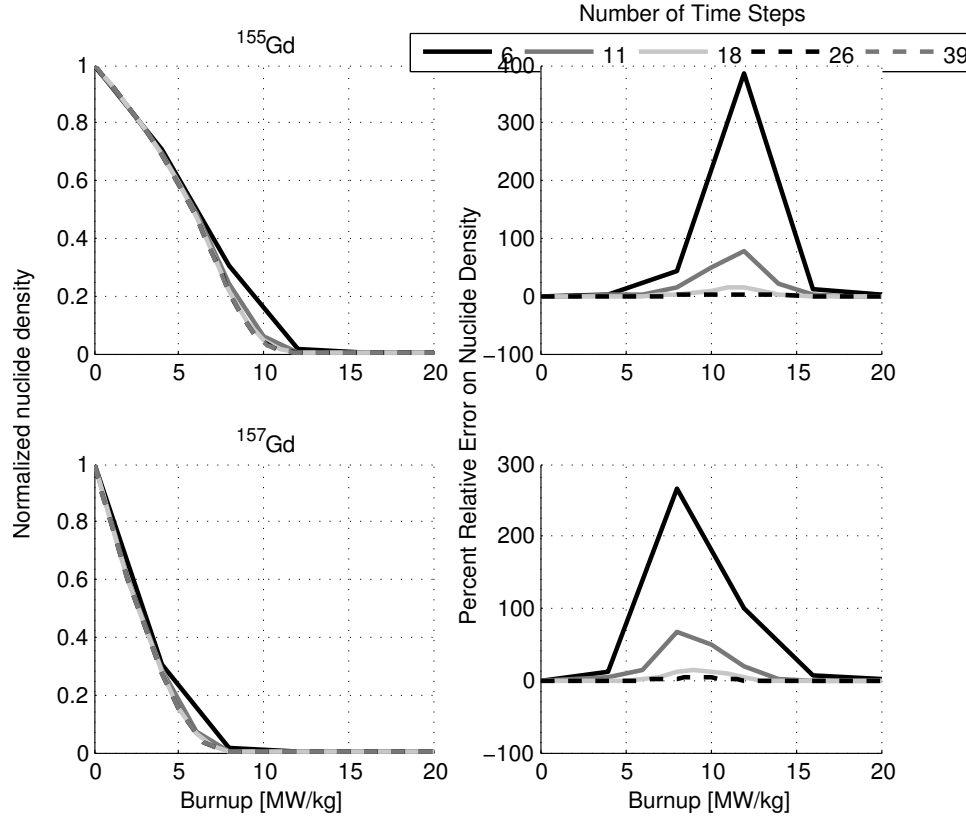 Number of Time Steps
6 11 18 26 39
¹⁵⁵Gd
Normalized nuclide density
1
0.8
0.6
0.4
0.2
0
0 5 10 15 20
Percent Relative Error on Nuclide Density
400
300
200
100
0
−100
0 5 10 15 20
¹⁵⁷Gd
1
0.8
0.6
0.4
0.2
0
0 5 10 15 20
Burnup [MW/kg]
300
200
100
0
−100
0 5 10 15 20
Burnup [MW/kg]